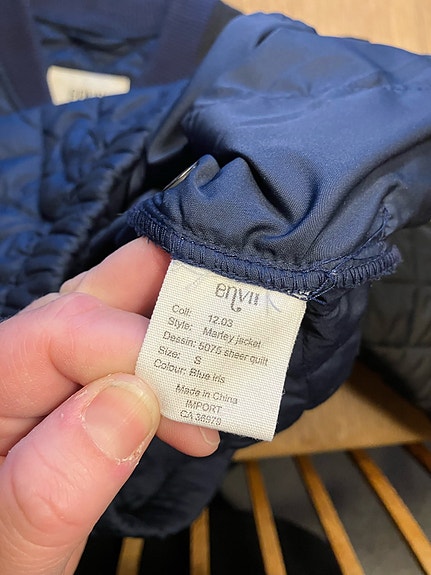 envii
Coll: 12.03
Style: Marley jacket
Dessin: 5075 sheer quilt
Size: S
Colour: Blue Iris
Made in China
IMPORT
CA 36979